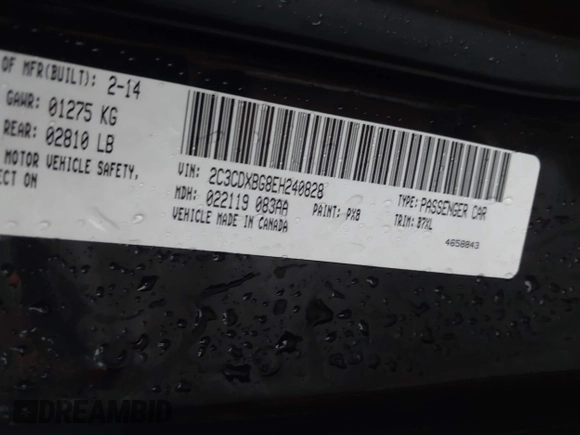 OF MFR(BUILT): 2-14
GAWR: 01275 KG
REAR: 02810 LB
MOTOR VEHICLE SAFETY,
ECT ON
VIN: 2C3CDXBG8EH240828
MDH: 022119 083AA
PAINT: PX8
VEHICLE MADE IN CANADA
TYPE: PASSENGER CAR
TRIM: B7XL
4658843
DREAMBID